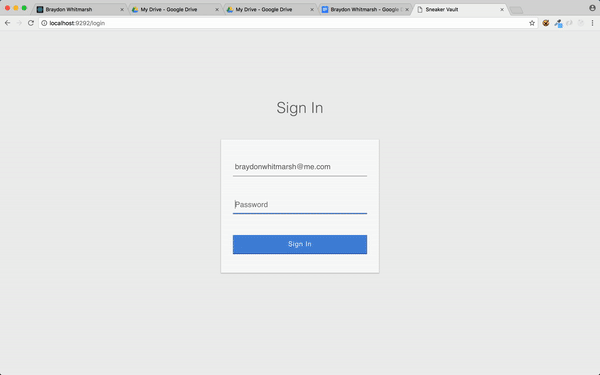 Braydon Whitmarsh
My Drive - Google Drive
My Drive - Google Drive
Braydon Whitmarsh - Google
Sneaker Vault
localhost:9292/login
Sign In
braydonwhitmarsh@me.com
Password
Sign In